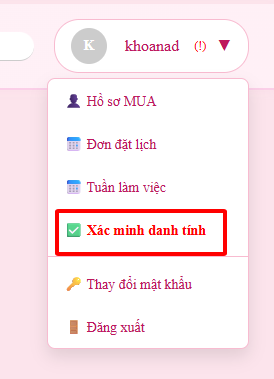 K khoanad (!) ▼
Hồ sơ MUA
Đơn đặt lịch
Tuần làm việc
Xác minh danh tính
Thay đổi mật khẩu
Đăng xuất